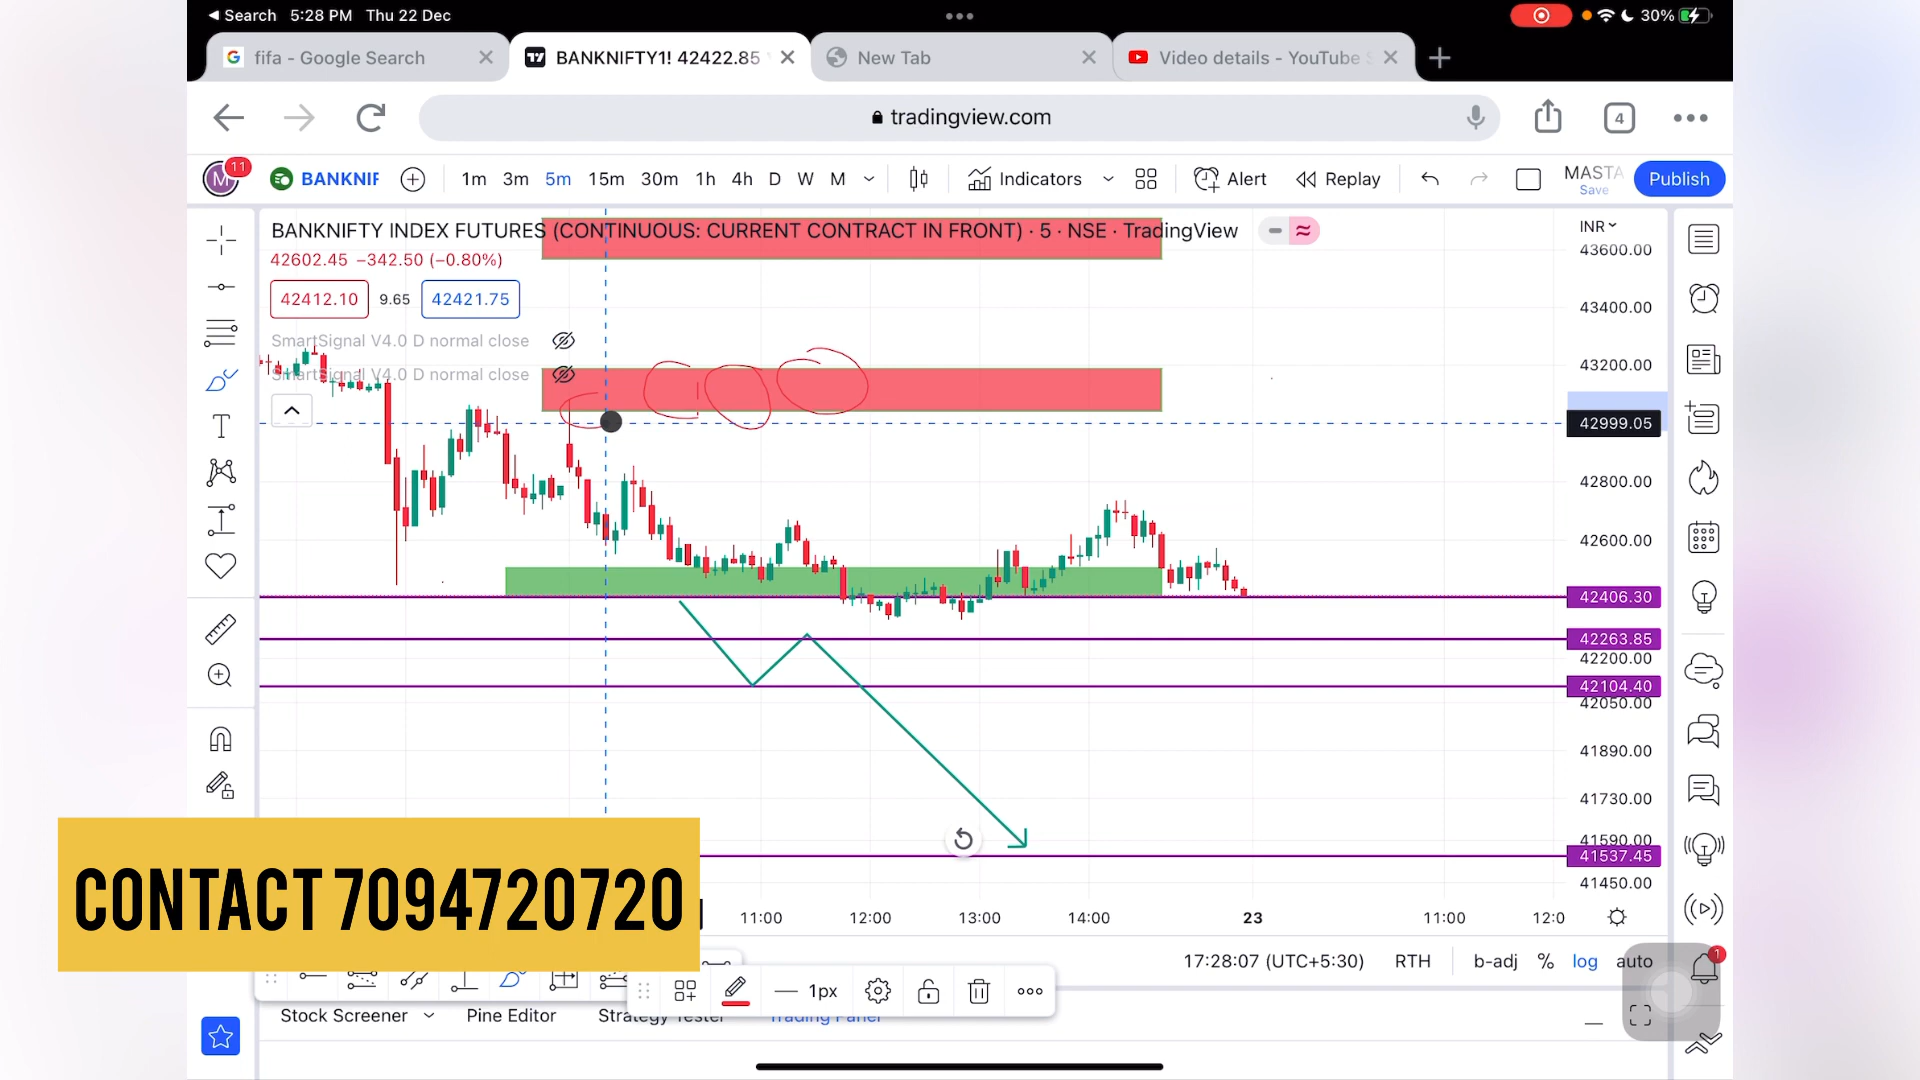 Search 5:28 PM Thu 22 Dec
30%
fifa - Google Search
BANKNIFTY1! 42422.85
New Tab
Video details - YouTube
tradingview.com
4
M 11
BANKNIF
1m 3m 5m 15m 30m 1h 4h D W M
Indicators
Alert
Replay
MASTA
Save
Publish
BANKNIFTY INDEX FUTURES (CONTINUOUS: CURRENT CONTRACT IN FRONT) · 5 · NSE · TradingView
42602.45 −342.50 (−0.80%)
42412.10 9.65 42421.75
SmartSignal V4.0 D normal close
SmartSignal V4.0 D normal close
INR
43600.00
43400.00
43200.00
42999.05
42800.00
42600.00
42406.30
42263.85
42200.00
42104.40
42050.00
41890.00
41730.00
41590.00
41537.45
41450.00
CONTACT 7094720720
11:00 12:00 13:00 14:00 23 11:00 12:0
17:28:07 (UTC+5:30) RTH b-adj % log auto
1
1px
Stock Screener Pine Editor Strategy Tester Trading Panel